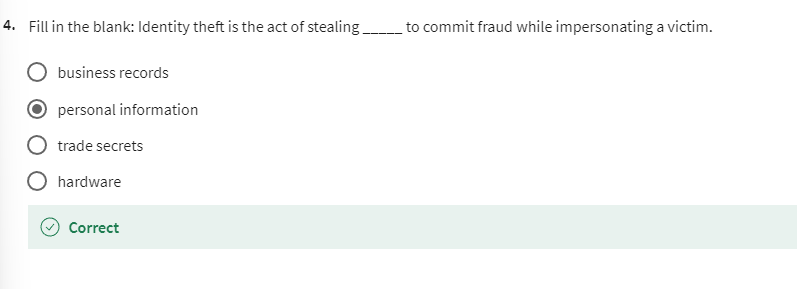 4. Fill in the blank: Identity theft is the act of stealing _____ to commit fraud while impersonating a victim.
business records
personal information
trade secrets
hardware
Correct